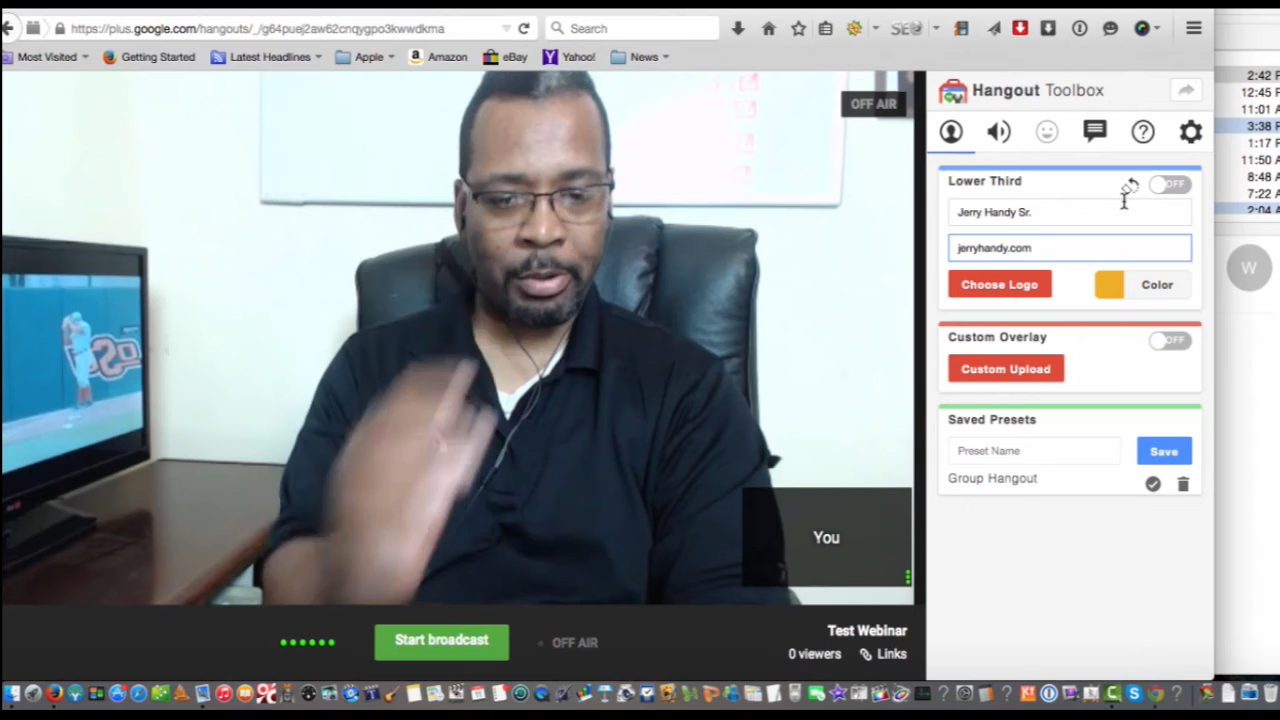 https://plus.google.com/hangouts/_/g64puej2aw62cnqygpo3kwwdkma
Search
Most Visited
Getting Started
Latest Headlines
Apple
Amazon
eBay
Yahoo!
News
OFF AIR
Hangout Toolbox
Lower Third
OFF
Jerry Handy Sr.
jerryhandy.com
Choose Logo
Color
Custom Overlay
OFF
Custom Upload
Saved Presets
Preset Name
Save
Group Hangout
You
Start broadcast
OFF AIR
Test Webinar
0 viewers
Links
2:42 F
12:45 F
11:01 A
3:38 F
1:17 F
11:50 A
8:48 A
7:22 A
2:04 A
W